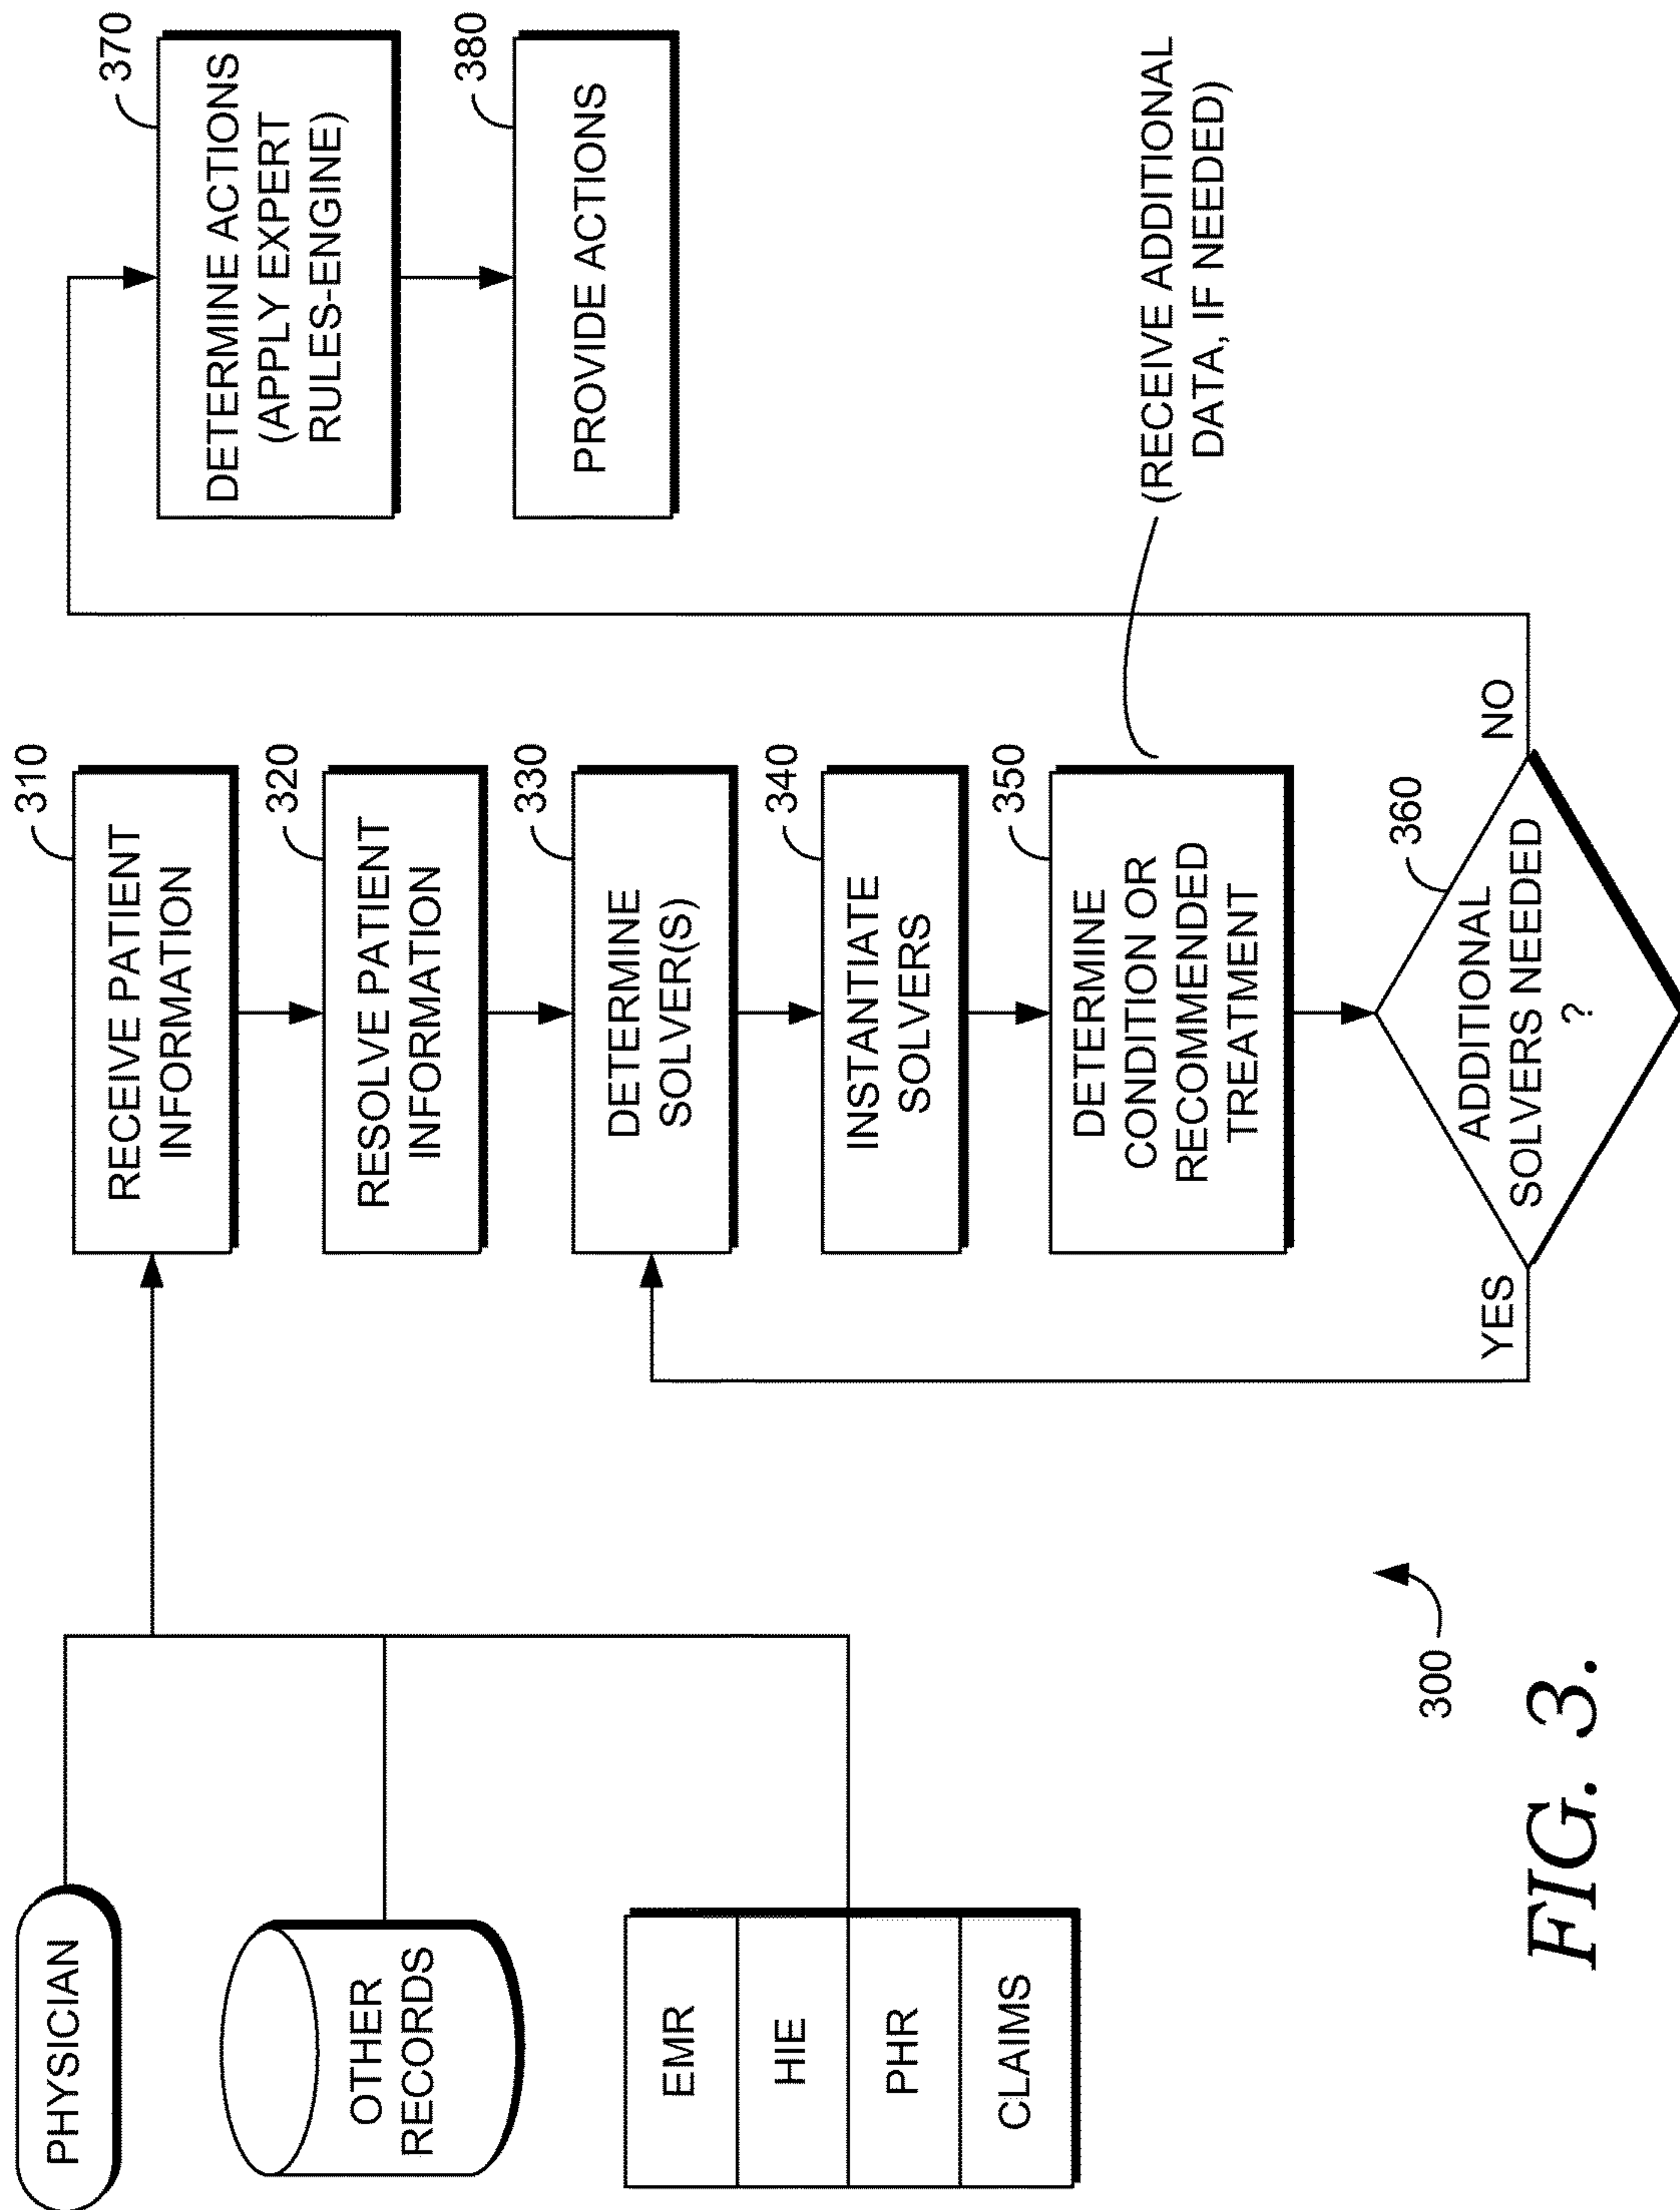 PHYSICIAN
OTHER
RECORDS
EMR
HIE
PHR
CLAIMS
310
RECEIVE PATIENT
INFORMATION
320
RESOLVE PATIENT
INFORMATION
330
DETERMINE
SOLVER(S)
340
INSTANTIATE
SOLVERS
350
DETERMINE
CONDITION OR
RECOMMENDED
TREATMENT
(RECEIVE ADDITIONAL
DATA, IF NEEDED)
360
ADDITIONAL
SOLVERS NEEDED
?
YES
NO
370
DETERMINE ACTIONS
(APPLY EXPERT
RULES-ENGINE)
380
PROVIDE ACTIONS
300
FIG. 3.